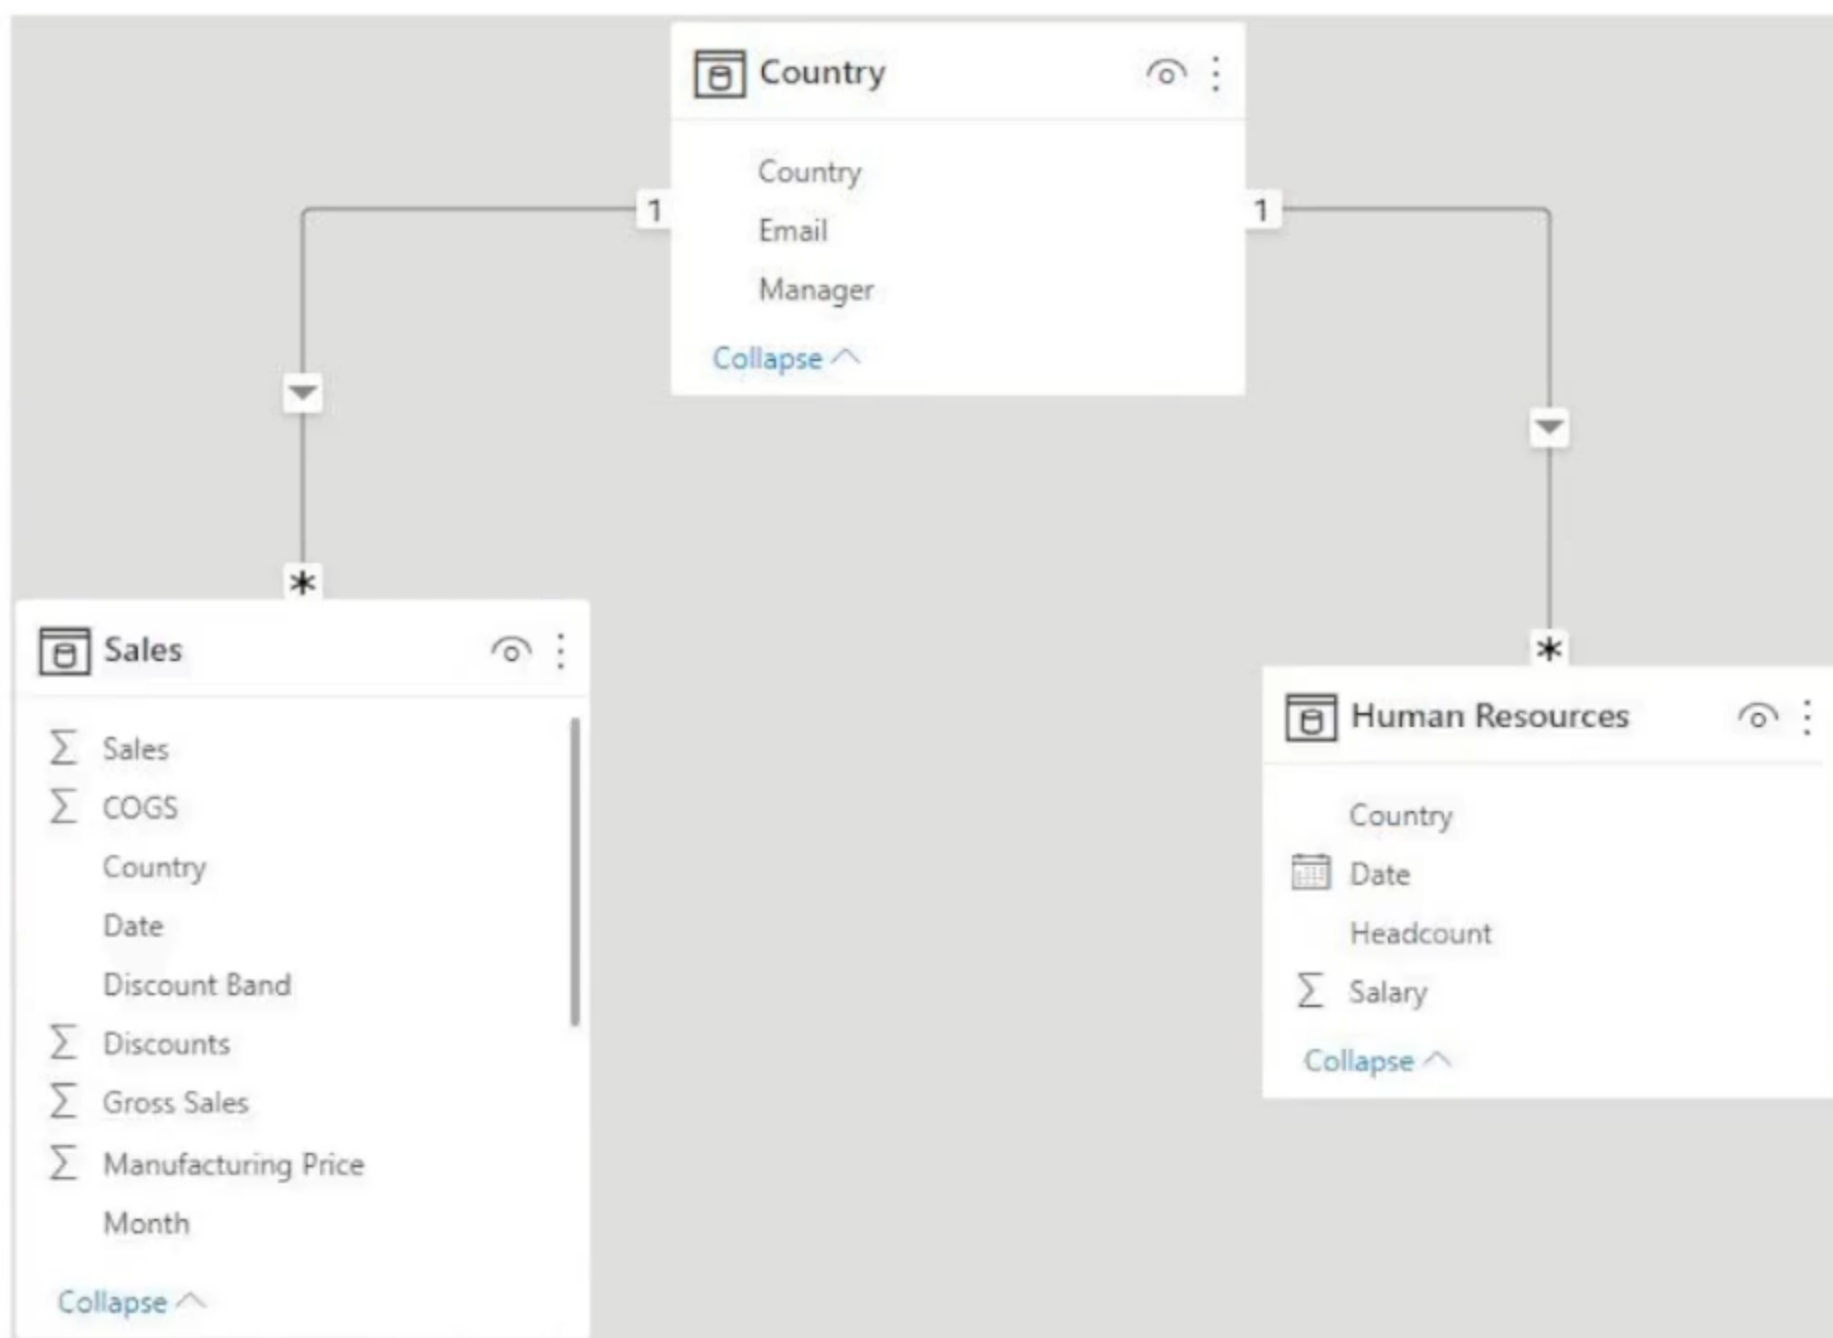 Country
Country
Email
Manager
Collapse
1
1
*
*
Sales
Sales
COGS
Country
Date
Discount Band
Discounts
Gross Sales
Manufacturing Price
Month
Collapse
Human Resources
Country
Date
Headcount
Salary
Collapse